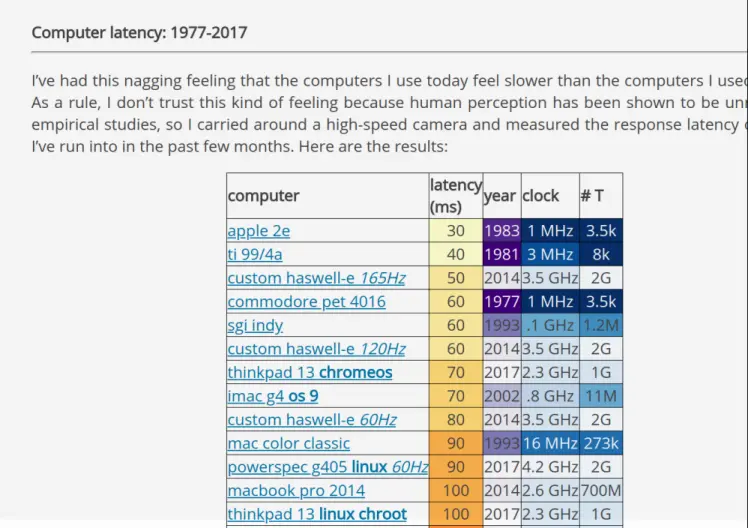 Computer latency: 1977-2017
I've had this nagging feeling that the computers I use today feel slower than the computers I used
As a rule, I don't trust this kind of feeling because human perception has been shown to be
empirical studies, so I carried around a high-speed camera and measured the response latency
I've run into in the past few months. Here are the results:
computer latency (ms) year clock # T
apple 2e 30 1983 1 MHz 3.5k
ti 99/4a 40 1981 3 MHz 8k
custom haswell-e 165Hz 50 2014 3.5 GHz 2G
commodore pet 4016 60 1977 1 MHz 3.5k
sgi indy 60 1993 .1 GHz 1.2M
custom haswell-e 120Hz 60 2014 3.5 GHz 2G
thinkpad 13 chromeos 70 2017 2.3 GHz 1G
imac g4 os 9 70 2002 .8 GHz 11M
custom haswell-e 60Hz 80 2014 3.5 GHz 2G
mac color classic 90 1993 16 MHz 273k
powerspec g405 linux 60Hz 90 2017 4.2 GHz 2G
macbook pro 2014 100 2014 2.6 GHz 700M
thinkpad 13 linux chroot 100 2017 2.3 GHz 1G